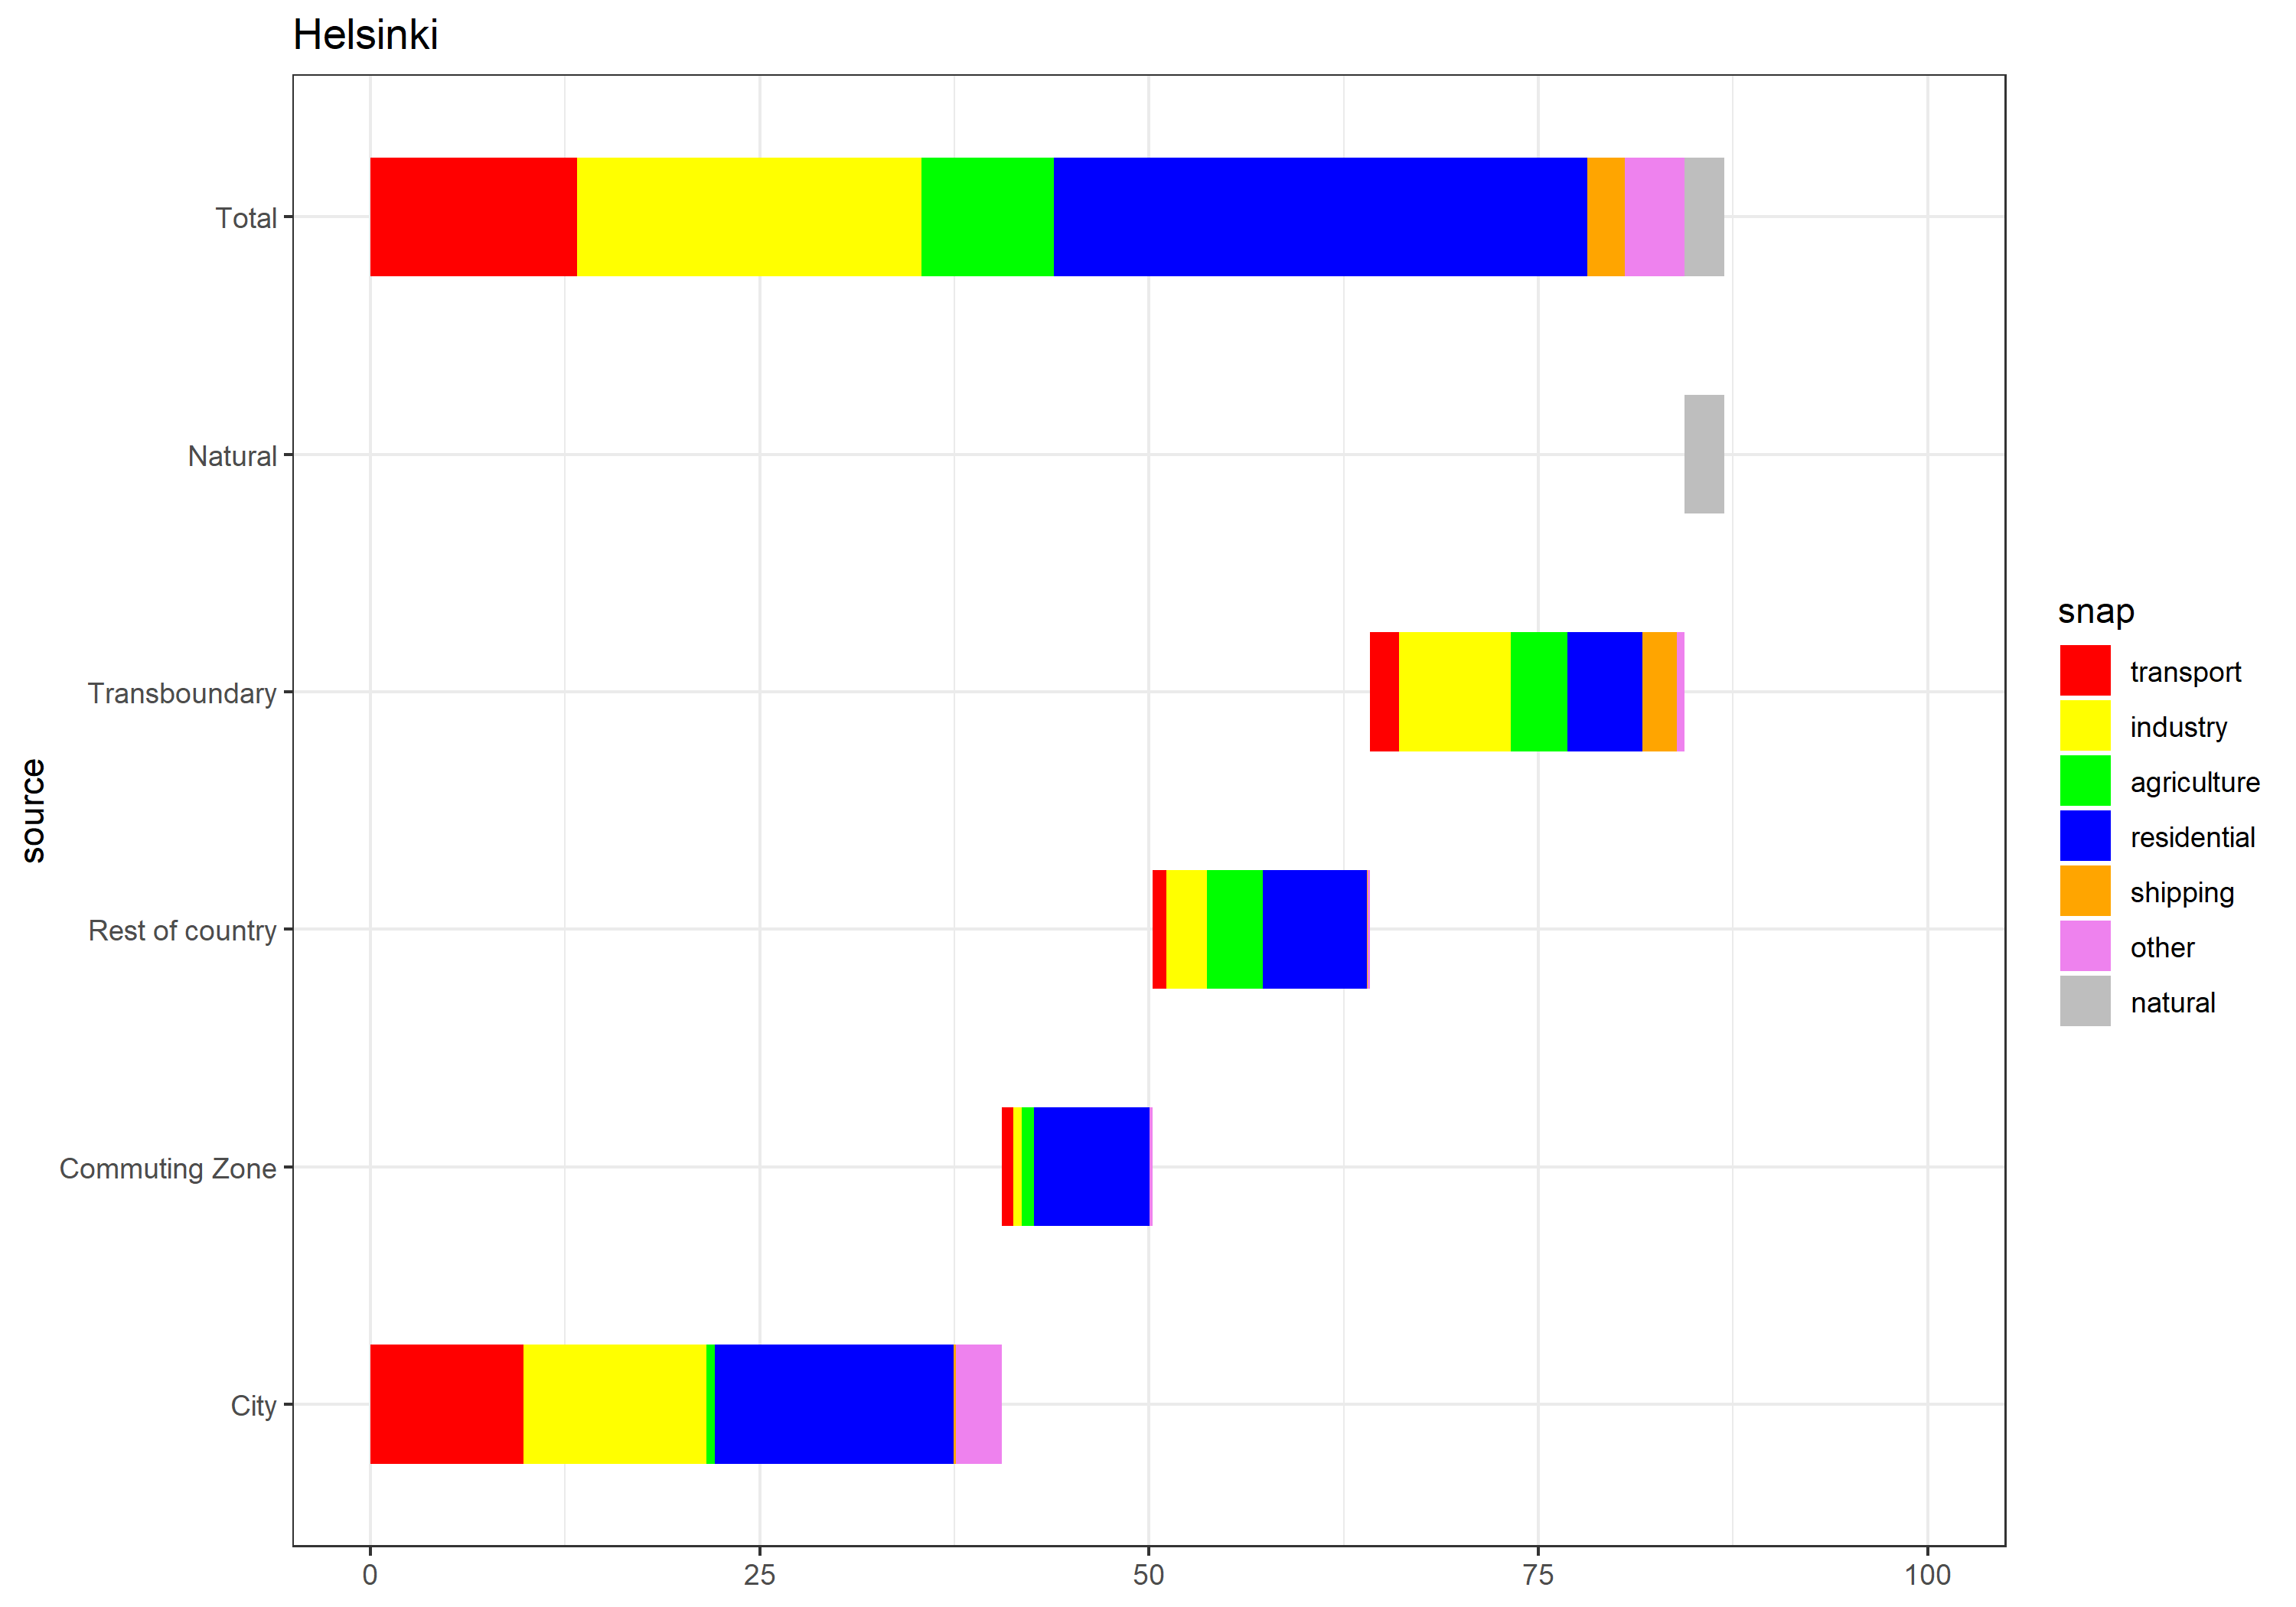 Helsinki
source
Total
Natural
Transboundary
Rest of country
Commuting Zone
City
0 25 50 75 100
snap
transport
industry
agriculture
residential
shipping
other
natural